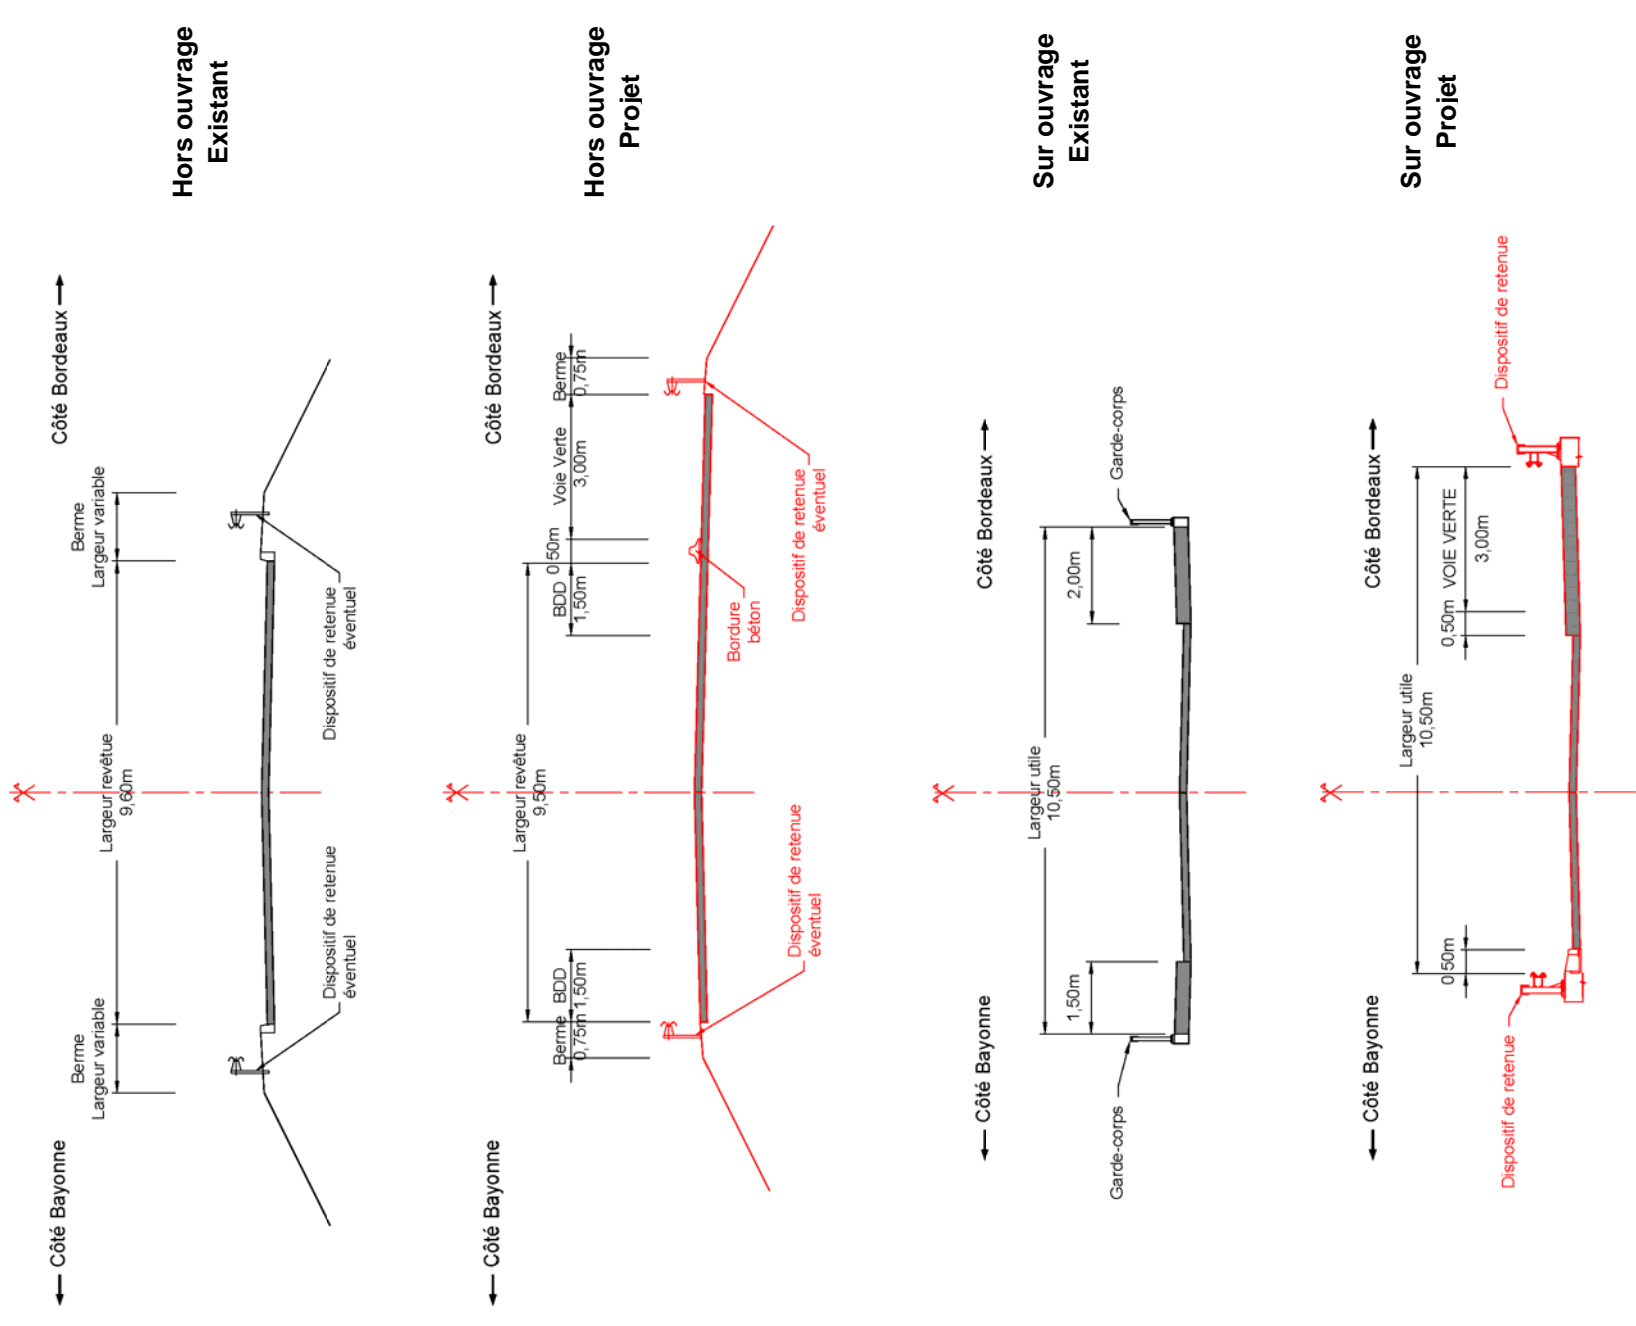 Hors ouvrage
Existant
Côté Bayonne
Côté Bordeaux
Berme
Largeur variable
Largeur revêtue
9,60m
Berme
Largeur variable
Dispositif de retenue
éventuel
Dispositif de retenue
éventuel
Hors ouvrage
Projet
Côté Bayonne
Côté Bordeaux
Largeur revêtue
9,50m
Berme
0,75m
BDD
1,50m
BDD
1,50m
0,50m
Voie Verte
3,00m
Berme
0,75m
Bordure
béton
Dispositif de retenue
éventuel
Dispositif de retenue
éventuel
Sur ouvrage
Existant
Côté Bayonne
Côté Bordeaux
Largeur utile
10,50m
1,50m
2,00m
Garde-corps
Garde-corps
Sur ouvrage
Projet
Côté Bayonne
Côté Bordeaux
Largeur utile
10,50m
0,50m
0,50m
VOIE VERTE
3,00m
Dispositif de retenue
Dispositif de retenue